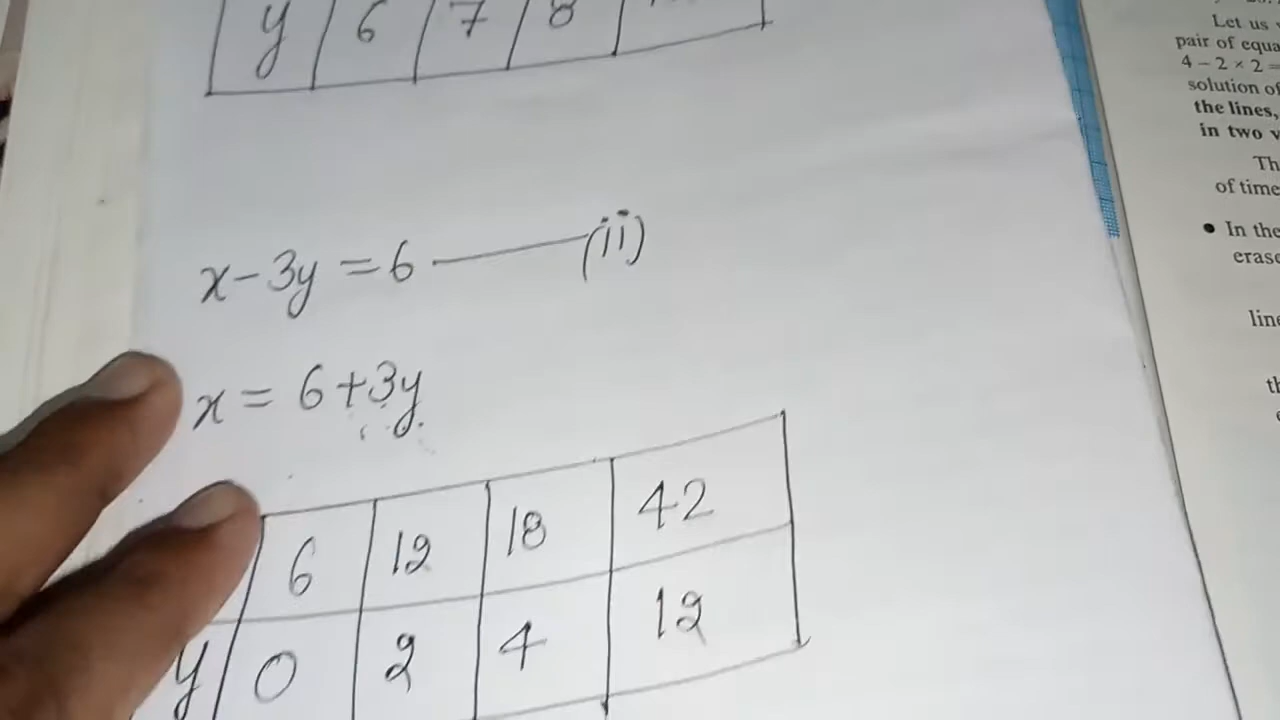 y 6 7 8
x - 3y = 6 ——— (ii)
x = 6 + 3y
6 12 18 42
y 0 2 4 12
Let us
pair of equa
4 – 2 × 2 =
solution of
the lines,
in two v
Th
of time
• In the
erase
line
th